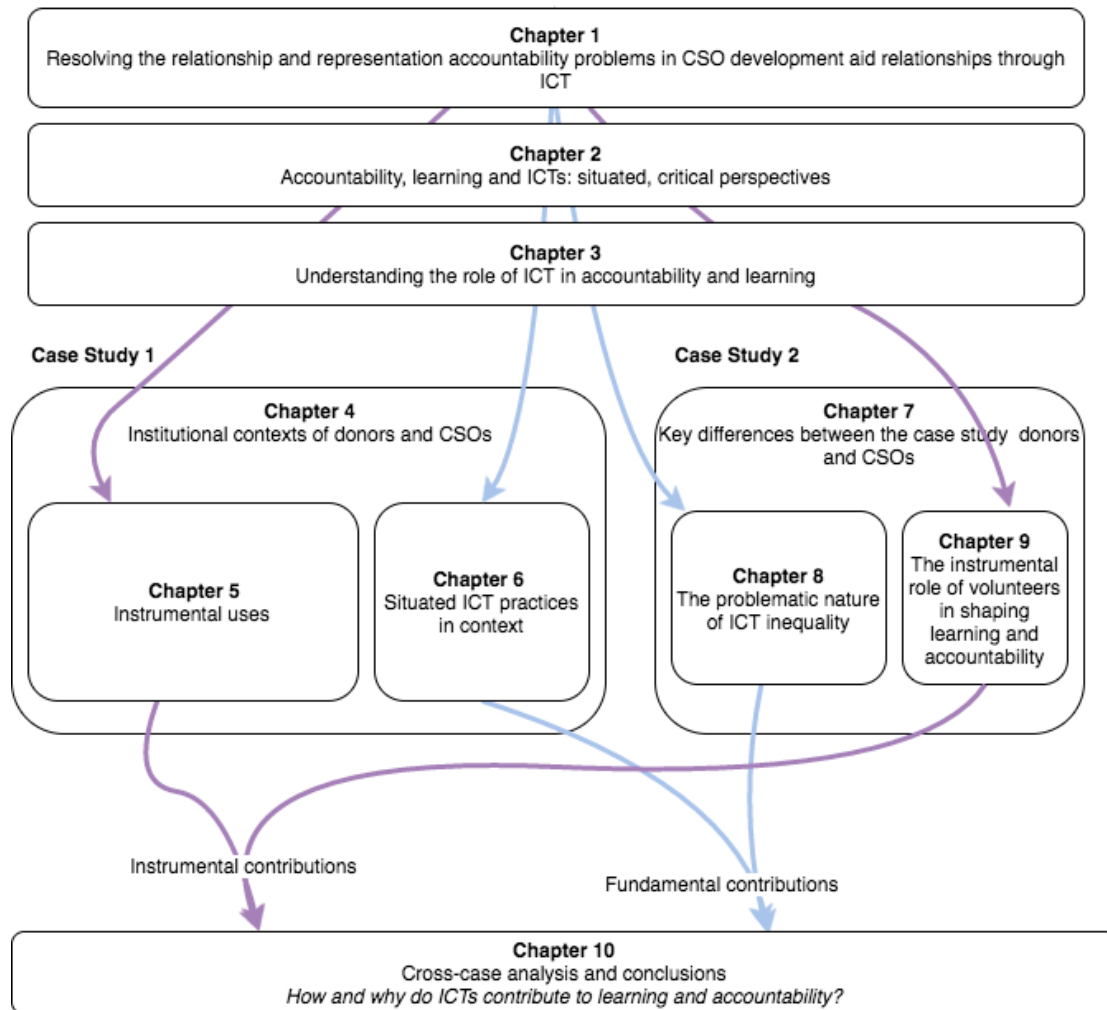 Chapter 1
Resolving the relationship and representation accountability problems in CSO development aid relationships through
ICT
Chapter 2
Accountability, learning and ICTs: situated, critical perspectives
Chapter 3
Understanding the role of ICT in accountability and learning
Case Study 1
Case Study 2
Chapter 4
Institutional contexts of donors and CSOs
Chapter 7
Key differences between the case study donors
and CSOs
Chapter 5
Instrumental uses
Chapter 6
Situated ICT practices
in context
Chapter 8
The problematic nature
of ICT inequality
Chapter 9
The instrumental
role of volunteers
in shaping
learning and
accountability
Instrumental contributions
Fundamental contributions
Chapter 10
Cross-case analysis and conclusions
How and why do ICTs contribute to learning and accountability?